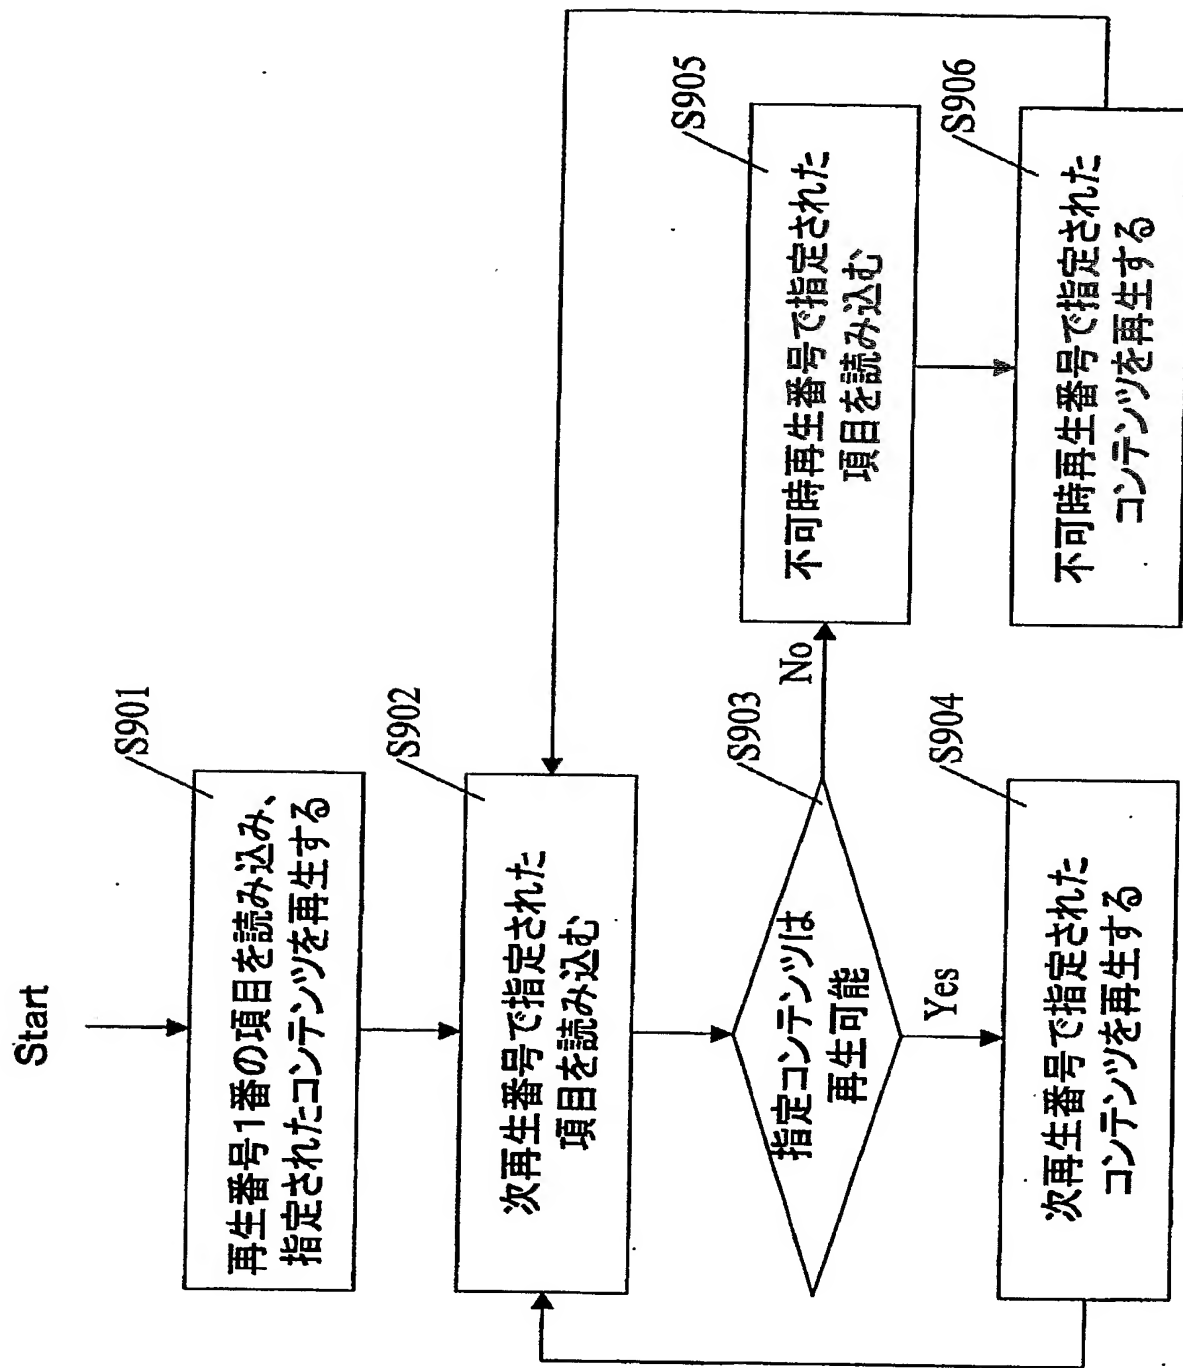 Start
S901
再生番号1番の項目を読み込み、
指定されたコンテンツを再生する
S902
次再生番号で指定された
項目を読み込む
S903
指定コンテンツは
再生可能
No
Yes
S904
次再生番号で指定された
コンテンツを再生する
S905
不可時再生番号で指定された
項目を読み込む
S906
不可時再生番号で指定された
コンテンツを再生する